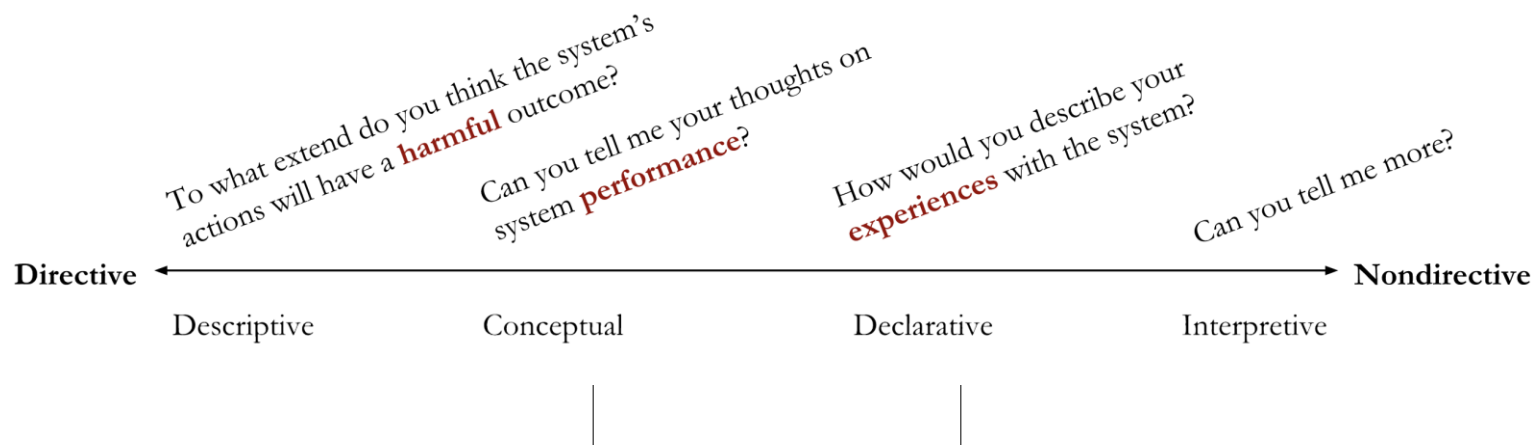 To what extend do you think the system's
actions will have a harmful outcome?
Can you tell me your thoughts on
system performance?
How would you describe your
experiences with the system?
Can you tell me more?
Directive
Nondirective
Descriptive
Conceptual
Declarative
Interpretive